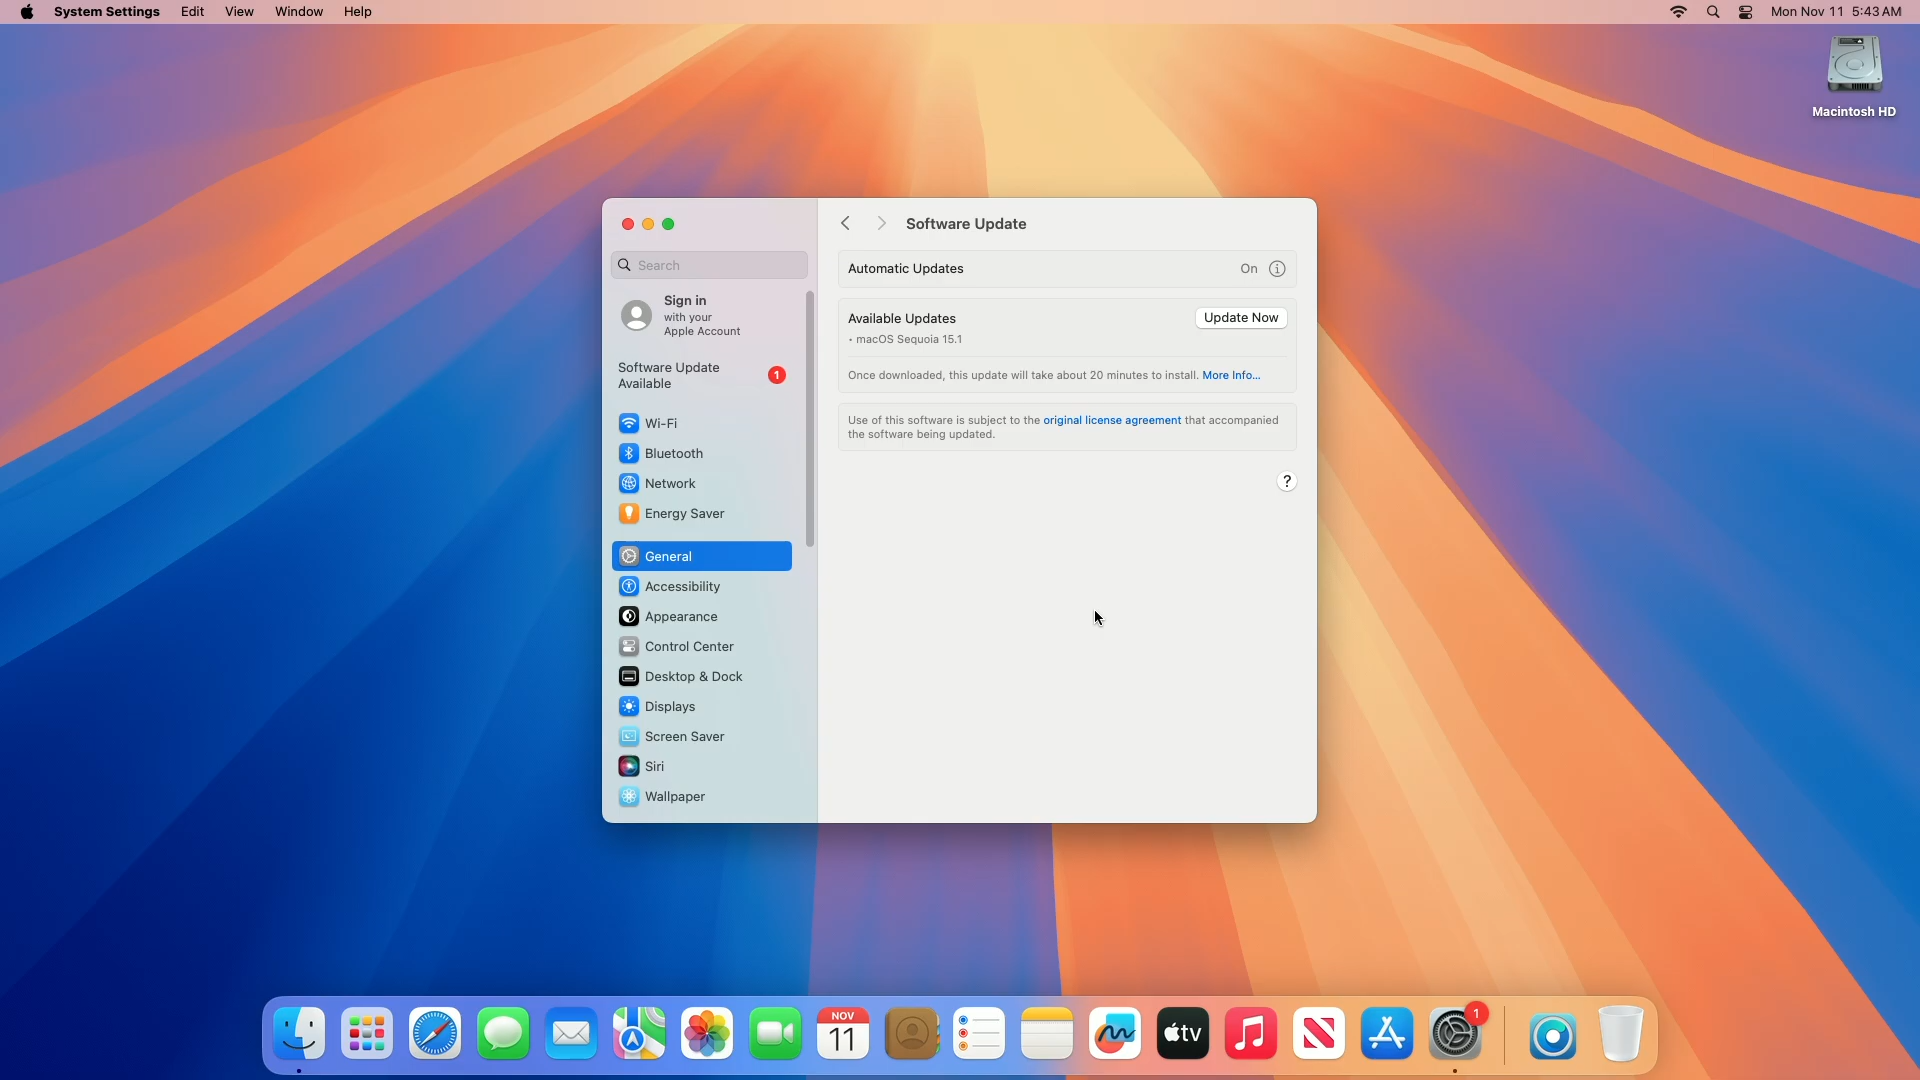 System Settings Edit View Window Help Mon Nov 11 5:43 AM
Macintosh HD
Search
Sign in
with your
Apple Account
Software Update
Available
1
Wi-Fi
Bluetooth
Network
Energy Saver
General
Accessibility
Appearance
Control Center
Desktop & Dock
Displays
Screen Saver
Siri
Wallpaper
Software Update
Automatic Updates On
Available Updates Update Now
• macOS Sequoia 15.1
Once downloaded, this update will take about 20 minutes to install. More Info...
Use of this software is subject to the original license agreement that accompanied
the software being updated.
?
NOV
11
tv
1